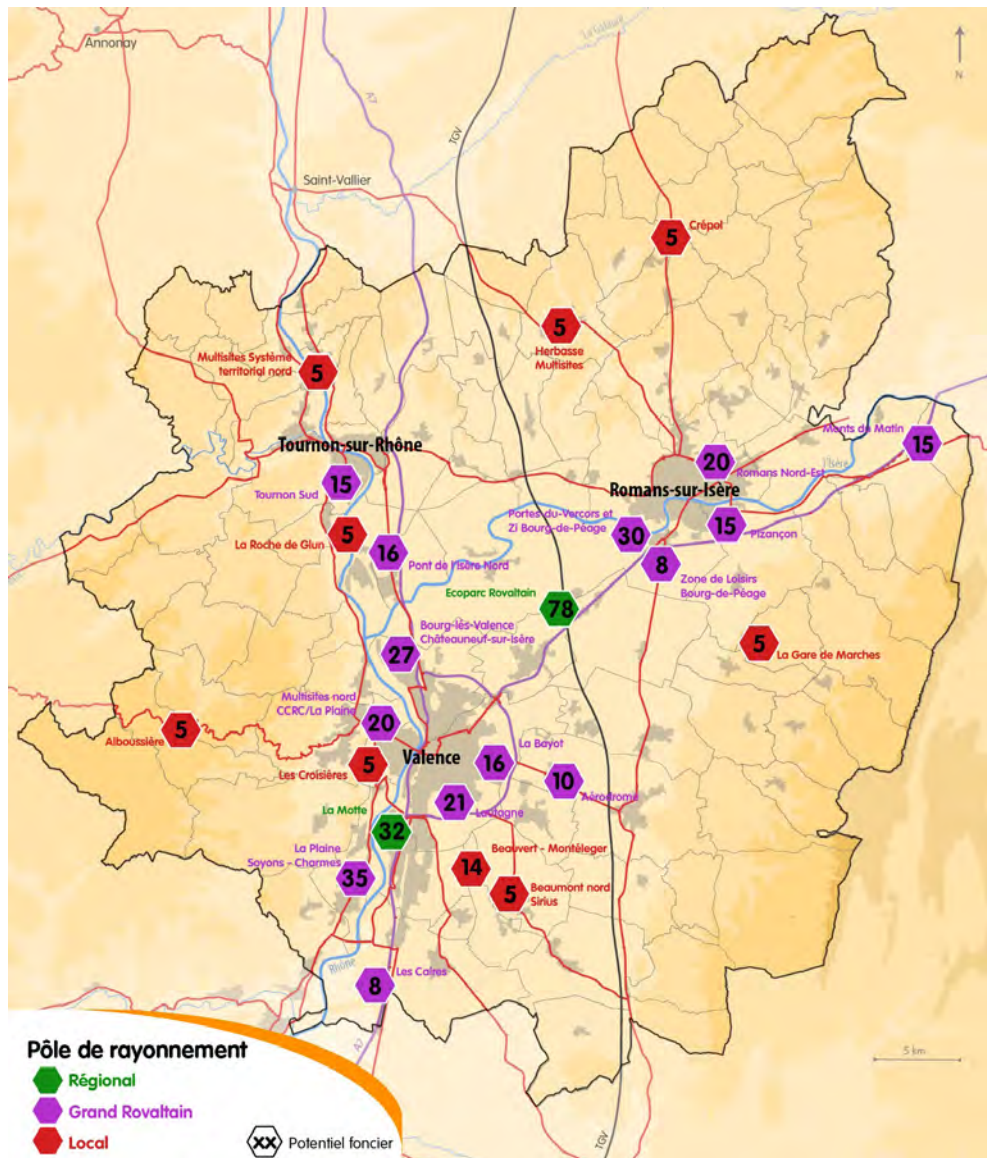 Annonay
La Galaure
N
A7
TGV
Saint-Vallier
5
Crépol
5
Herbasse
Multisites
Multisites Système
territorial nord
5
Tournon-sur-Rhône
15
Tournon Sud
Monts du Matin
15
20
Romans Nord-Est
l'Isère
Romans-sur-Isère
5
La Roche de Glun
16
Pont de l'Isère Nord
Portes du-Vercors et
ZI Bourg-de-Péage
30
15
Pizançon
8
Zone de Loisirs
Bourg-de-Péage
Ecoparc Rovaltain
78
Bourg-lès-Valence
Châteauneuf-sur-Isère
27
5
La Gare de Marches
Multisites nord
CCRC/La Plaine
20
5
Alboussière
Valence
La Bayot
16
5
Les Croisières
10
Aérodrome
21
Lautagne
La Motte
32
La Plaine
Soyons - Charmes
35
Beauvert - Montéleger
14
5
Beaumont nord
Sirius
Rhône
8
Les Caires
A7
TGV
5 km
Pôle de rayonnement
Régional
Grand Rovaltain
Local
XX Potentiel foncier